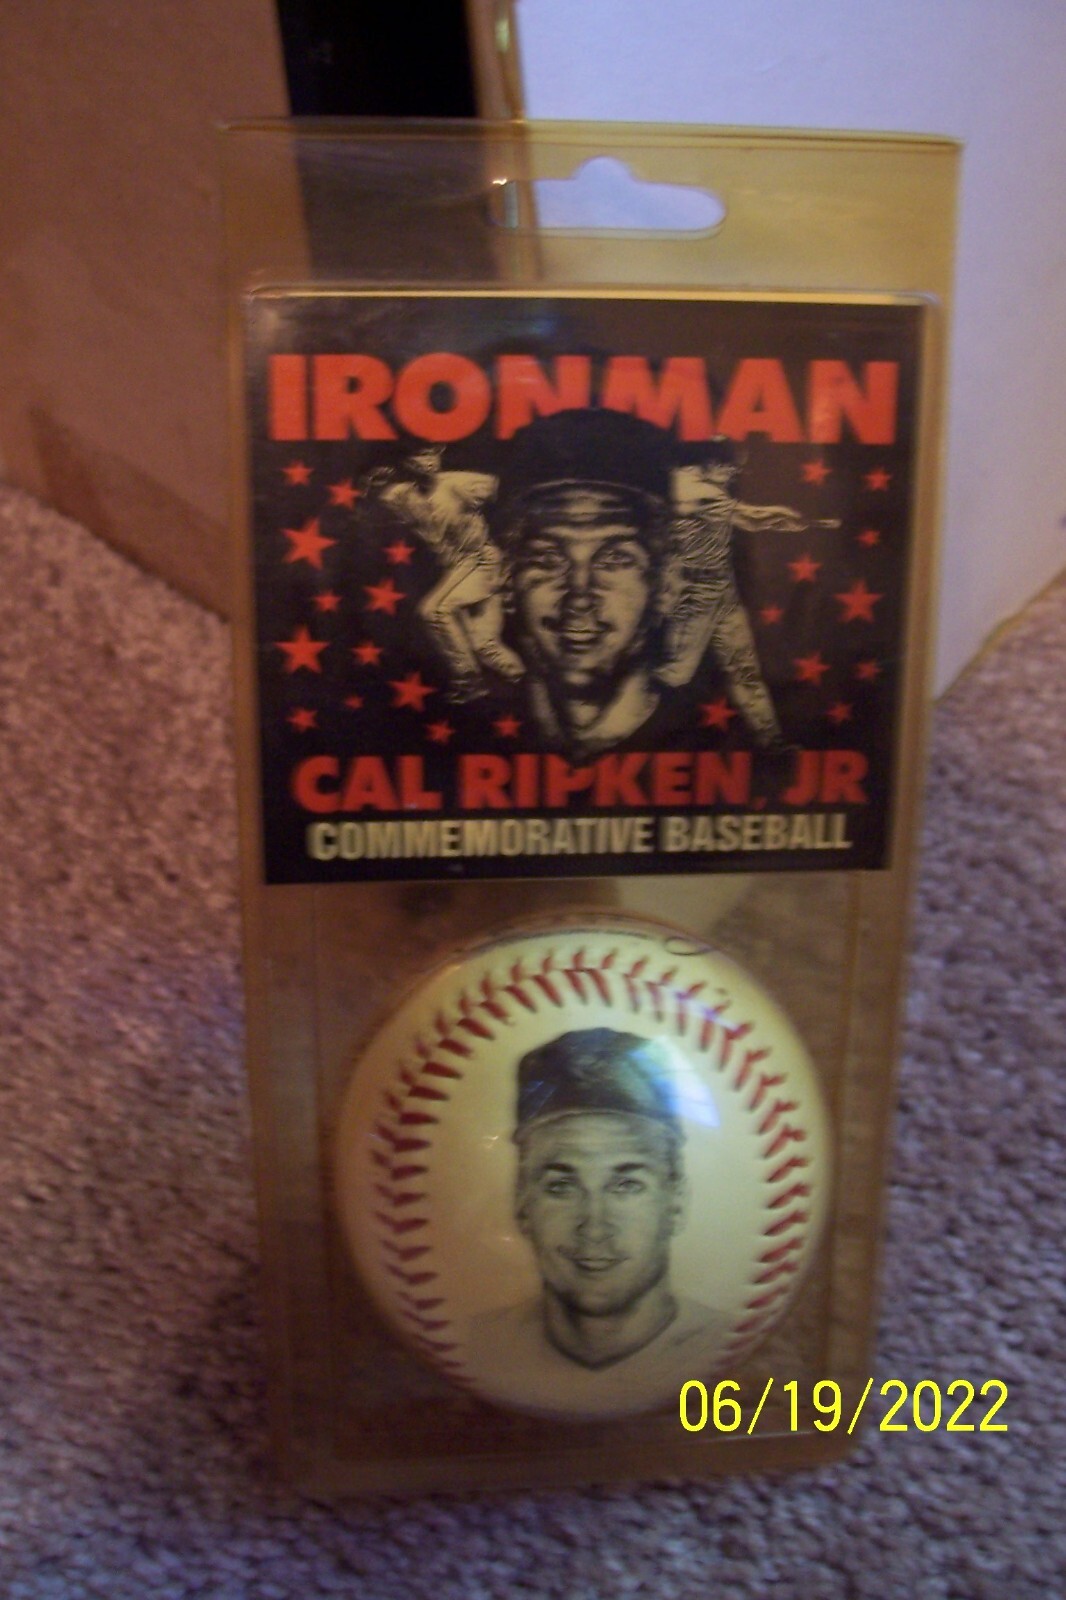 IRONMAN
CAL RIPKEN, JR
COMMEMORATIVE BASEBALL
06/19/2022